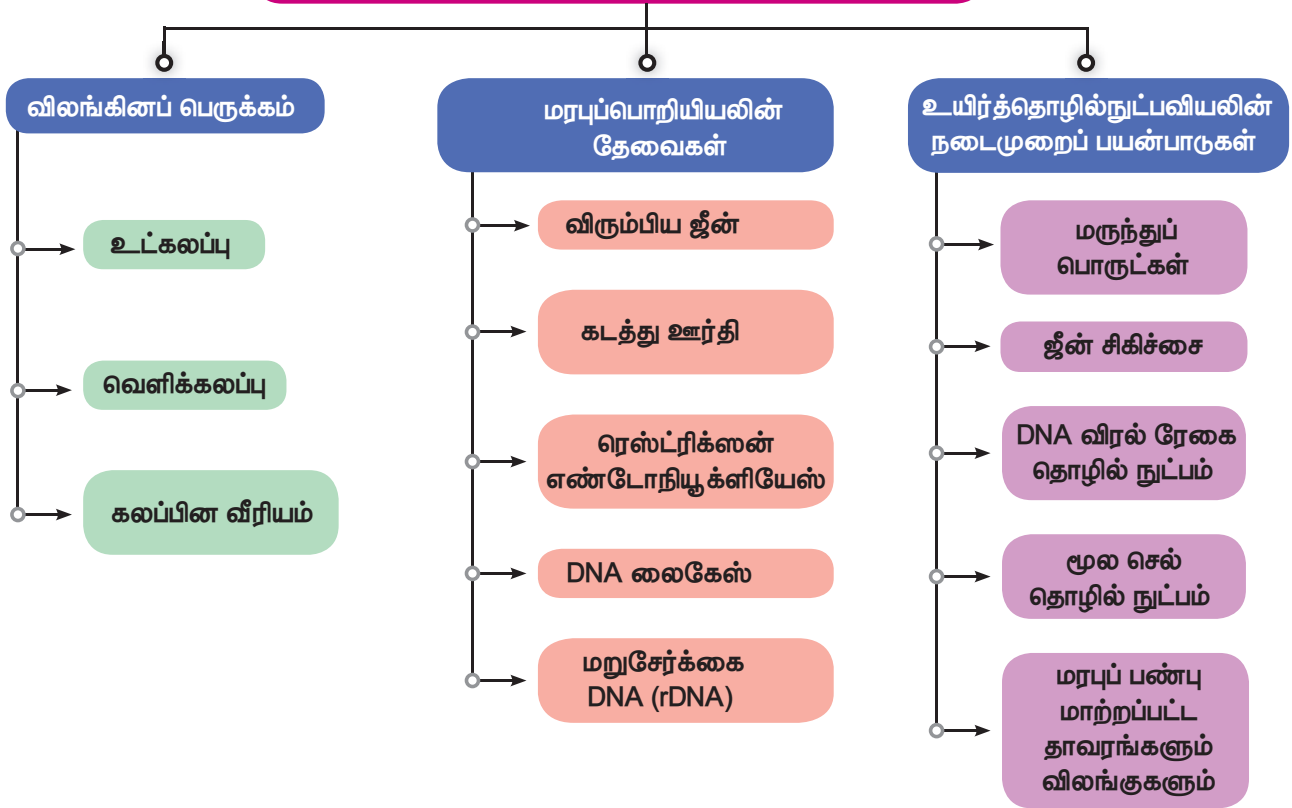 விலங்கினப் பெருக்கம்
உட்கலப்பு
வெளிக்கலப்பு
கலப்பின வீரியம்
மரபுப்பொறியியலின்
தேவைகள்
விரும்பிய ஜீன்
கடத்து ஊர்தி
ரெஸ்ட்ரிக்ஸன்
எண்டோநியூக்ளியேஸ்
DNA லைகேஸ்
மறுசேர்க்கை
DNA (rDNA)
உயிர்த்தொழில்நுட்பவியலின்
நடைமுறைப் பயன்பாடுகள்
மருந்துப்
பொருட்கள்
ஜீன் சிகிச்சை
DNA விரல் ரேகை
தொழில் நுட்பம்
மூல செல்
தொழில் நுட்பம்
மரபுப் பண்பு
மாற்றப்பட்ட
தாவரங்களும்
விலங்குகளும்